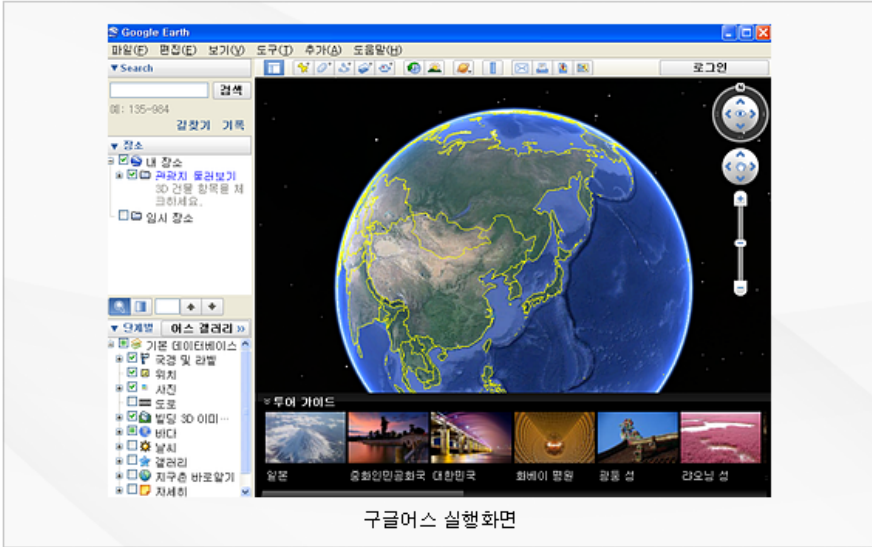 Google Earth
파일(F) 편집(E) 보기(V) 도구(T) 추가(A) 도움말(H)
Search
로그인
검색
예: 135-984
길찾기 기록
장소
내 장소
관광지 둘러보기
3D 건물 항목을 체
크하세요.
임시 장소
단계별 어스 갤러리 »
기본 데이터베이스
국경 및 라벨
위치
사진
도로
빌딩 3D 이미…
바다
날씨
갤러리
지구촌 바로알기
자세히
N
투어 가이드
일본 중화인민공화국 대한민국 화베이 평원 광둥 성 랴오닝 성
구글어스 실행화면